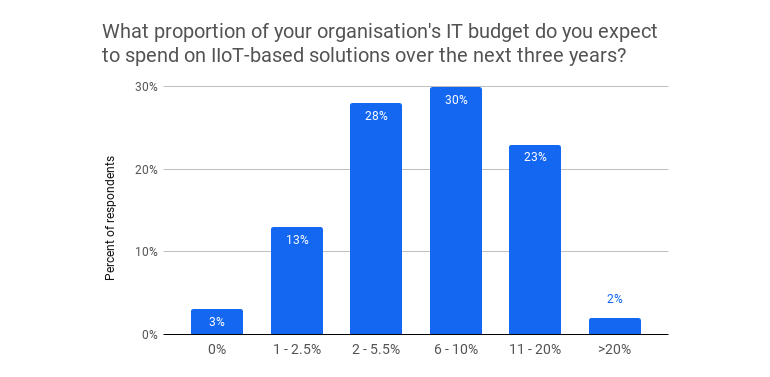 What proportion of your organisation's IT budget do you expect
to spend on IIoT-based solutions over the next three years?
Percent of respondents
30%
20%
10%
0%
3%
13%
28%
30%
23%
2%
0%
1 - 2.5%
2 - 5.5%
6 - 10%
11 - 20%
>20%